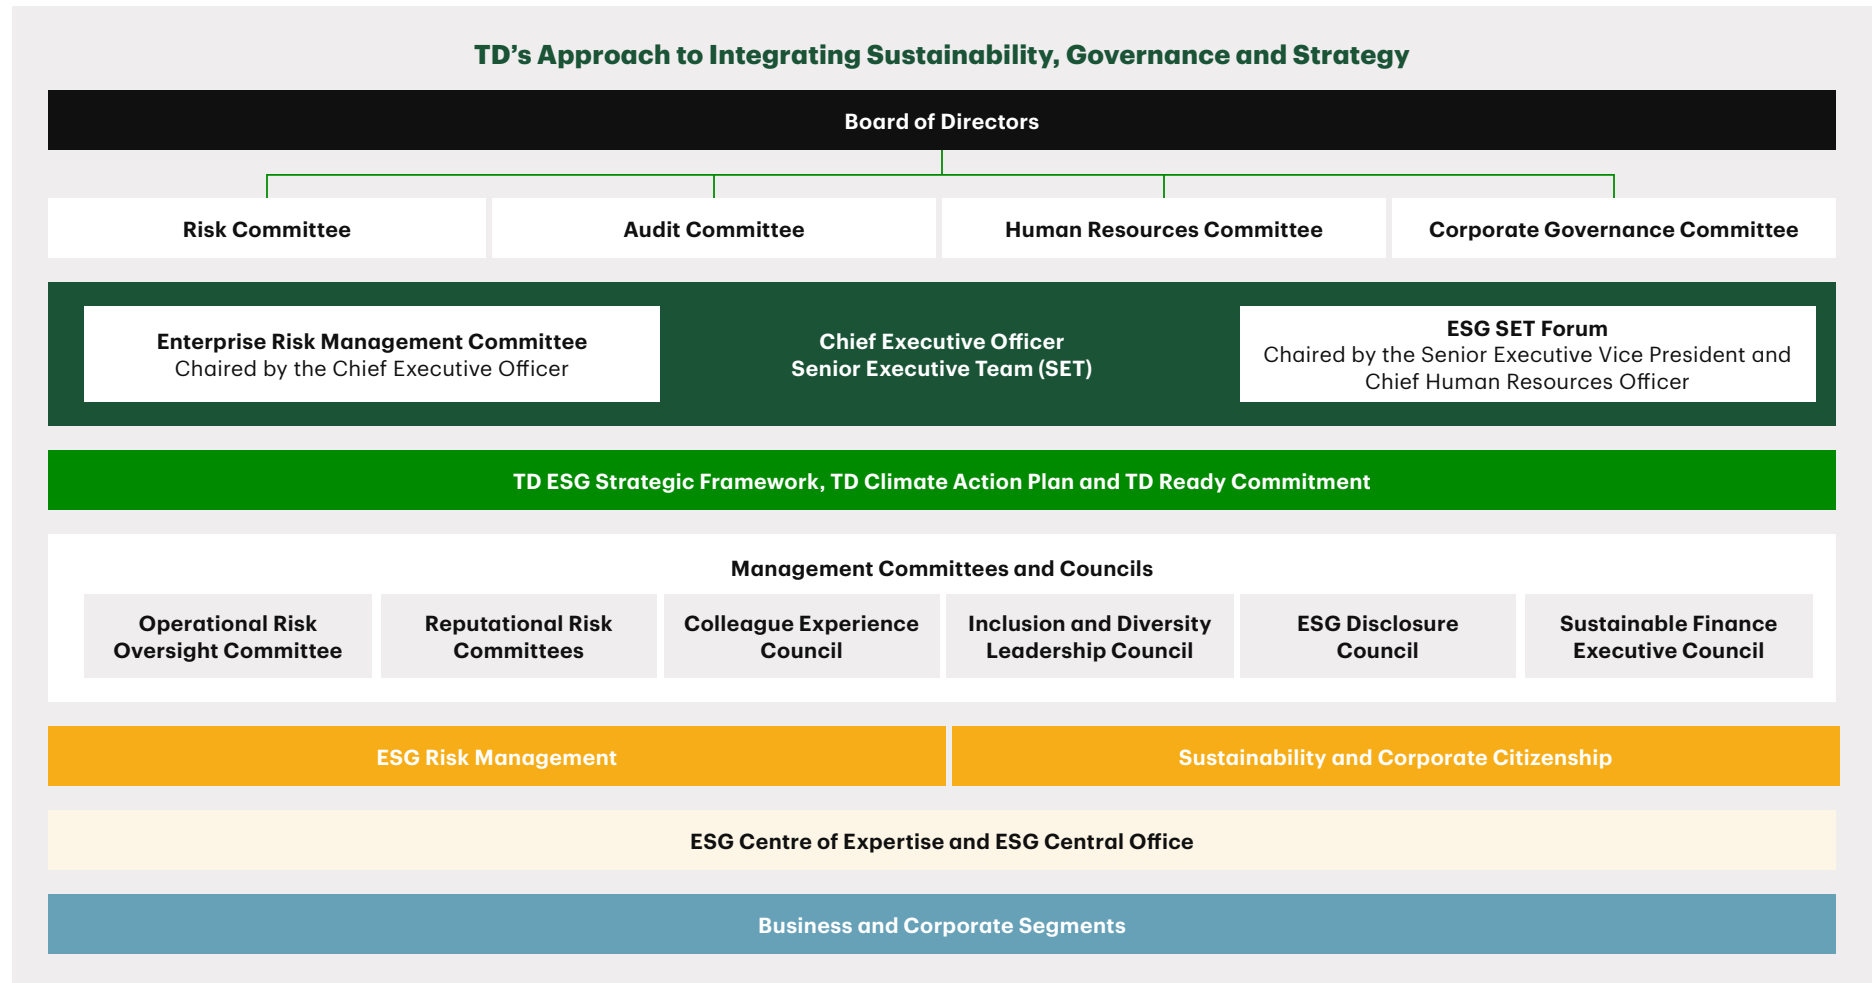 TD’s Approach to Integrating Sustainability, Governance and Strategy
Board of Directors
Risk Committee
Audit Committee
Human Resources Committee
Corporate Governance Committee
Enterprise Risk Management Committee
Chaired by the Chief Executive Officer
Chief Executive Officer
Senior Executive Team (SET)
ESG SET Forum
Chaired by the Senior Executive Vice President and
Chief Human Resources Officer
TD ESG Strategic Framework, TD Climate Action Plan and TD Ready Commitment
Management Committees and Councils
Operational Risk
Oversight Committee
Reputational Risk
Committees
Colleague Experience
Council
Inclusion and Diversity
Leadership Council
ESG Disclosure
Council
Sustainable Finance
Executive Council
ESG Risk Management
Sustainability and Corporate Citizenship
ESG Centre of Expertise and ESG Central Office
Business and Corporate Segments